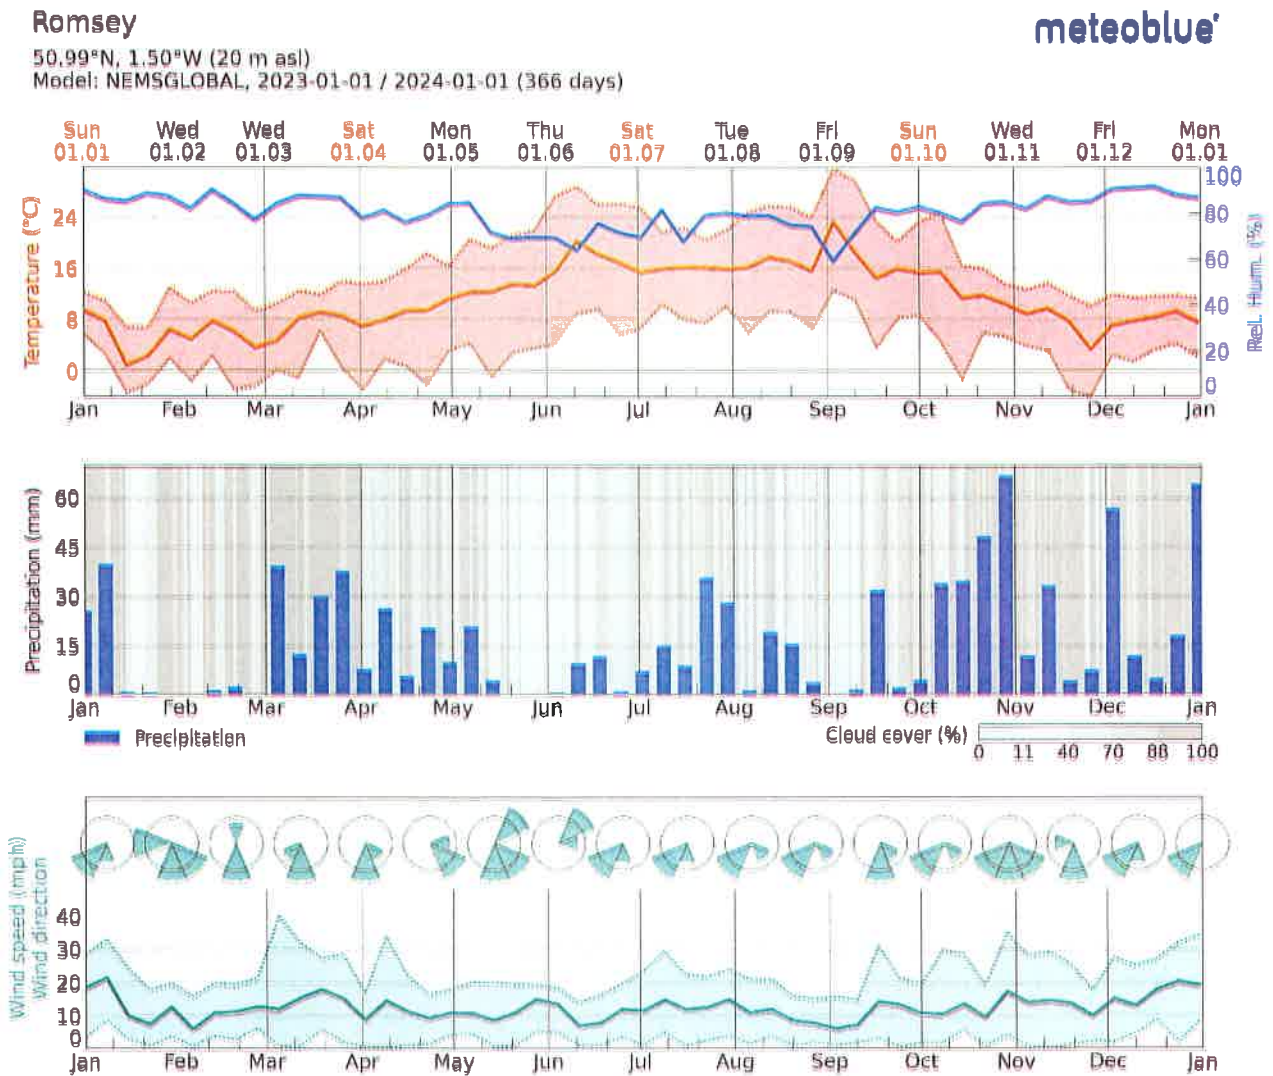 Romsey
meteoblue
50.99°N, 1.50°W (20 m asl)
Model: NEMSGLOBAL, 2023-01-01 / 2024-01-01 (366 days)
Sun Wed Wed Sat Mon Thu Sat Tue Fri Sun Wed Fri Mon
01.01 01.02 01.03 01.04 01.05 01.06 01.07 01.08 01.09 01.10 01.11 01.12 01.01
Temperature (°C)
24
16
8
0
100
80
60
40
20
0
Rel. Hum. (%)
Jan Feb Mar Apr May Jun Jul Aug Sep Oct Nov Dec Jan
Precipitation (mm)
60
45
30
15
0
Jan Feb Mar Apr May Jun Jul Aug Sep Oct Nov Dec Jan
Precipitation
Cloud cover (%)
0 11 40 70 88 100
Wind speed (mph)
Wind direction
40
30
20
10
0
Jan Feb Mar Apr May Jun Jul Aug Sep Oct Nov Dec Jan